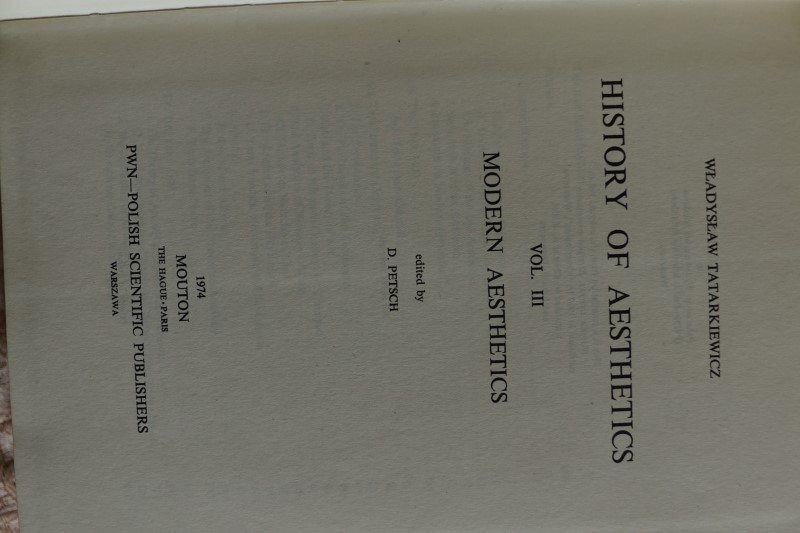 WŁADYSŁAW TATARKIEWICZ
HISTORY OF AESTHETICS
VOL. III
MODERN AESTHETICS
edited by
D. PETSCH
1974
MOUTON
THE HAGUE • PARIS
PWN—POLISH SCIENTIFIC PUBLISHERS
WARSZAWA